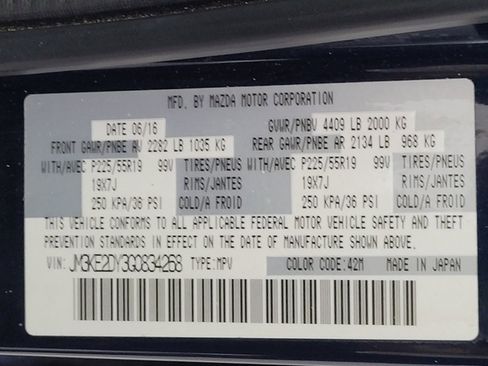 MFD. BY MAZDA MOTOR CORPORATION
DATE 06/16 GVWR/PNBV 4409 LB 2000 KG
FRONT GAWR/PNBE AV 2282 LB 1035 KG REAR GAWR/PNBE AR 2134 LB 968 KG
WITH/AVEC P225/55R19 99V TIRES/PNEUS WITH/AVEC P225/55R19 99V TIRES/PNEUS
19X7J RIMS/JANTES 19X7J RIMS/JANTES
250 KPA/36 PSI COLD/A FROID 250 KPA/36 PSI COLD/A FROID
THIS VEHICLE CONFORMS TO ALL APPLICABLE FEDERAL MOTOR VEHICLE SAFETY AND THEFT
PREVENTION STANDARDS IN EFFECT ON THE DATE OF MANUFACTURE SHOWN ABOVE.
VIN: JM3KE2DY3G0834268 TYPE: MPV COLOR CODE: 42M MADE IN JAPAN